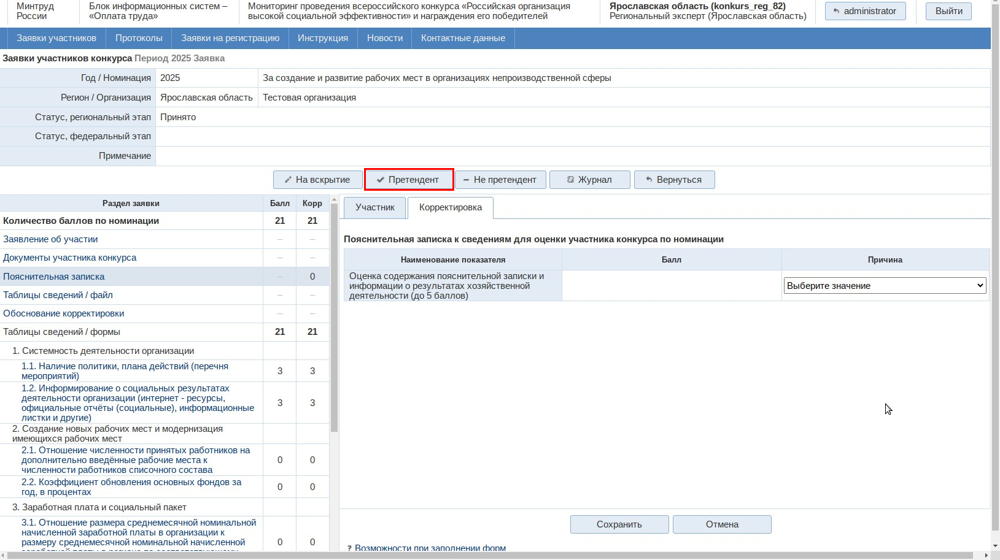 Минтруд России
Блок информационных систем – «Оплата труда»
Мониторинг проведения всероссийского конкурса «Российская организация высокой социальной эффективности» и награждения его победителей
Ярославская область (konkurs_reg_82)
Региональный эксперт (Ярославская область)
administrator
Выйти
Заявки участников
Протоколы
Заявки на регистрацию
Инструкция
Новости
Контактные данные
Заявки участников конкурса Период 2025 Заявка
Год / Номинация 2025 За создание и развитие рабочих мест в организациях непроизводственной сферы
Регион / Организация Ярославская область Тестовая организация
Статус, региональный этап Принято
Статус, федеральный этап
Примечание
На вскрытие
Претендент
Не претендент
Журнал
Вернуться
Раздел заявки Балл Корр
Количество баллов по номинации 21 21
Заявление об участии – –
Документы участника конкурса – –
Пояснительная записка – 0
Таблицы сведений / файл – –
Обоснование корректировки – –
Таблицы сведений / формы 21 21
1. Системность деятельности организации
1.1. Наличие политики, плана действий (перечня
мероприятий) 3 3
1.2. Информирование о социальных результатах
деятельности организации (интернет - ресурсы,
официальные отчёты (социальные), информационные
листки и другие) 3 3
2. Создание новых рабочих мест и модернизация
имеющихся рабочих мест
2.1. Отношение численности принятых работников на
дополнительно введённые рабочие места к
численности работников списочного состава 0 0
2.2. Коэффициент обновления основных фондов за
год, в процентах 0 0
3. Заработная плата и социальный пакет
3.1. Отношение размера среднемесячной номинальной
начисленной заработной платы в организации к
размеру среднемесячной номинальной начисленной 0 0
Участник
Корректировка
Пояснительная записка к сведениям для оценки участника конкурса по номинации
Наименование показателя Балл Причина
Оценка содержания пояснительной записки и
информации о результатах хозяйственной
деятельности (до 5 баллов)
Выберите значение
Сохранить
Отмена
? Возможности при заполнении форм